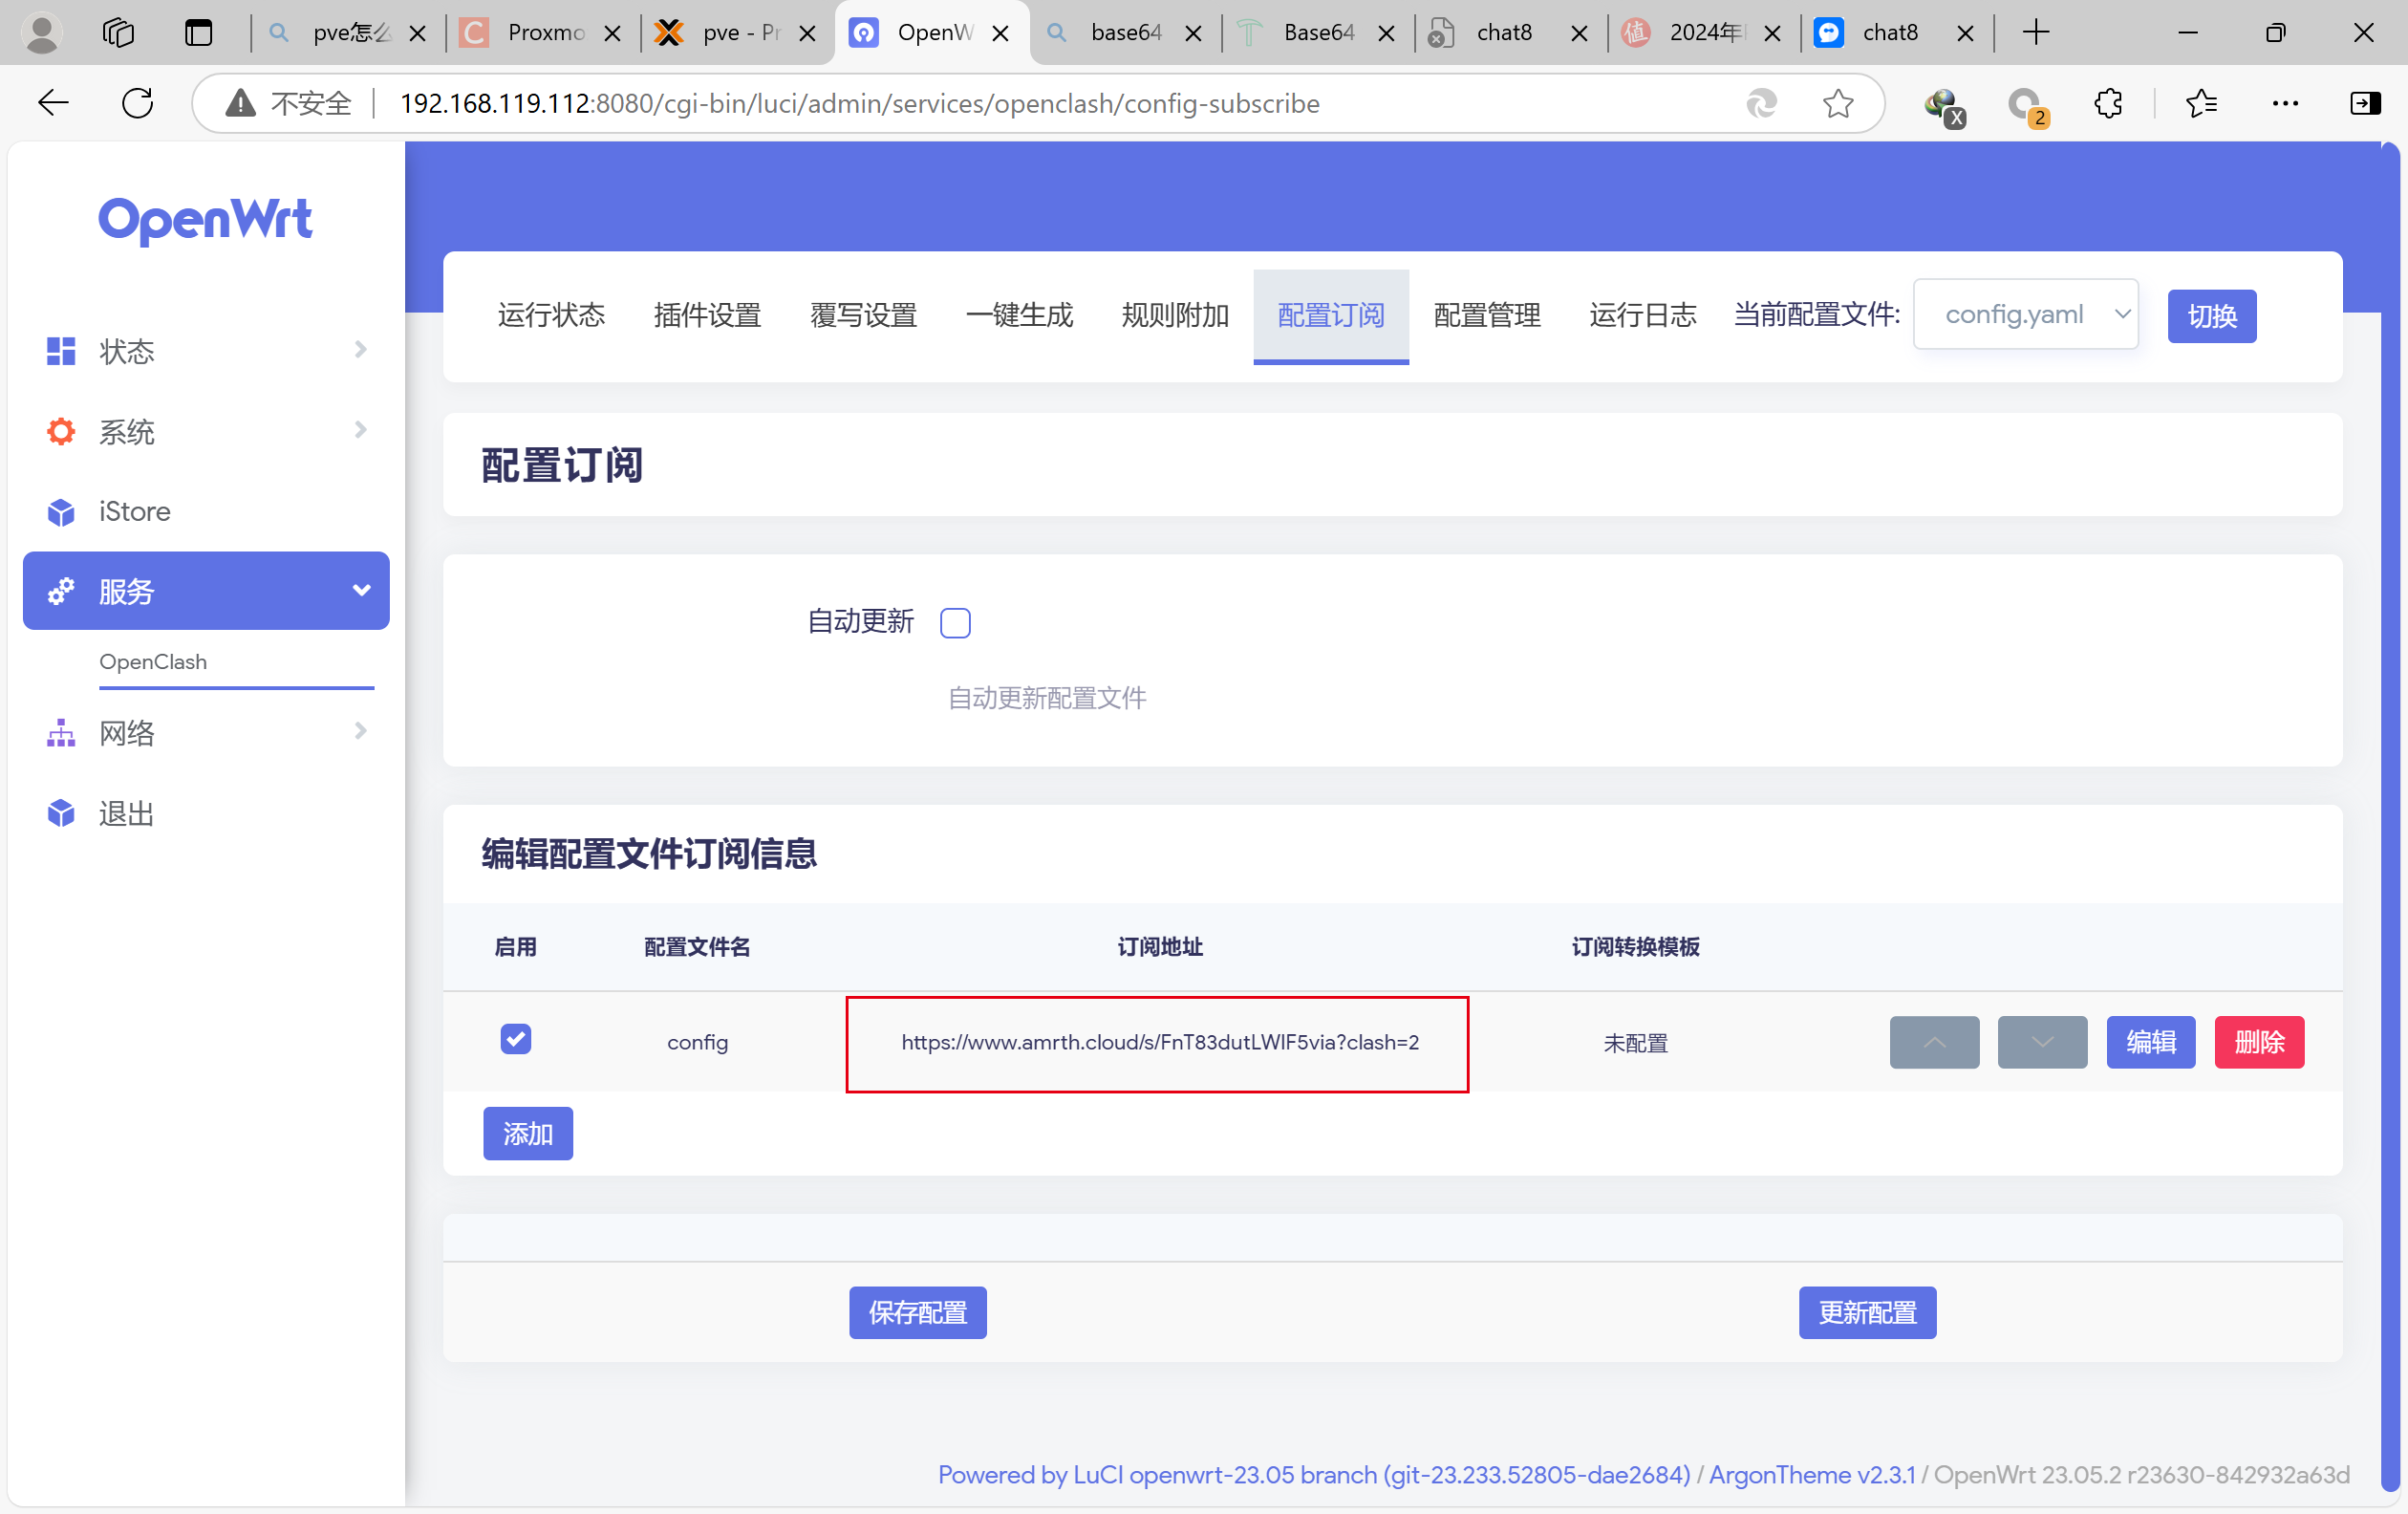 pve怎么
Proxmo
pve - Pr
OpenW
base64
Base64
chat8
2024年
chat8
不安全
192.168.119.112:8080/cgi-bin/luci/admin/services/openclash/config-subscribe
X
2
OpenWrt
状态
系统
iStore
服务
OpenClash
网络
退出
运行状态 插件设置 覆写设置 一键生成 规则附加 配置订阅 配置管理 运行日志 当前配置文件: config.yaml 切换
配置订阅
自动更新
自动更新配置文件
编辑配置文件订阅信息
启用 配置文件名 订阅地址 订阅转换模板
config https://www.amrth.cloud/s/FnT83dutLWlF5via?clash=2 未配置 编辑 删除
添加
保存配置 更新配置
Powered by LuCI openwrt-23.05 branch (git-23.233.52805-dae2684) / ArgonTheme v2.3.1 / OpenWrt 23.05.2 r23630-842932a63d